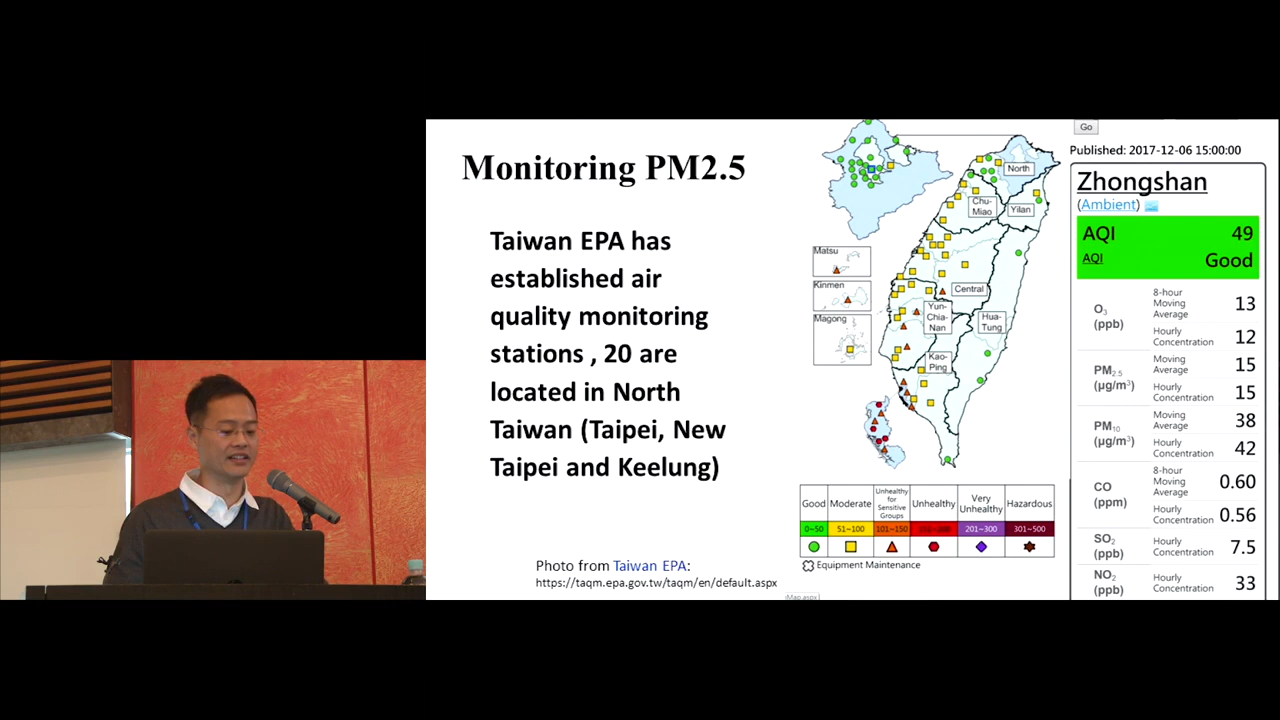 Monitoring PM2.5
Taiwan EPA has
established air
quality monitoring
stations , 20 are
located in North
Taiwan (Taipei, New
Taipei and Keelung)
Photo from Taiwan EPA:
https://taqm.epa.gov.tw/taqm/en/default.aspx
North
Chu-
Miao
Yilan
Matsu
Kinmen
Magong
Central
Yun-
Chia-
Nan
Hua-
Tung
Kao-
Ping
Good Moderate Unhealthy for Sensitive Groups Unhealthy Very Unhealthy Hazardous
0~50 51~100 101~150 201~300 301~500
Equipment Maintenance
Go
Published: 2017-12-06 15:00:00
Zhongshan
(Ambient)
AQI 49
AQI Good
O3 (ppb) 8-hour Moving Average 13
Hourly Concentration 12
PM2.5 (μg/m3) Moving Average 15
Hourly Concentration 15
PM10 (μg/m3) Moving Average 38
Hourly Concentration 42
CO (ppm) 8-hour Moving Average 0.60
Hourly Concentration 0.56
SO2 (ppb) Hourly Concentration 7.5
NO2 (ppb) Hourly Concentration 33